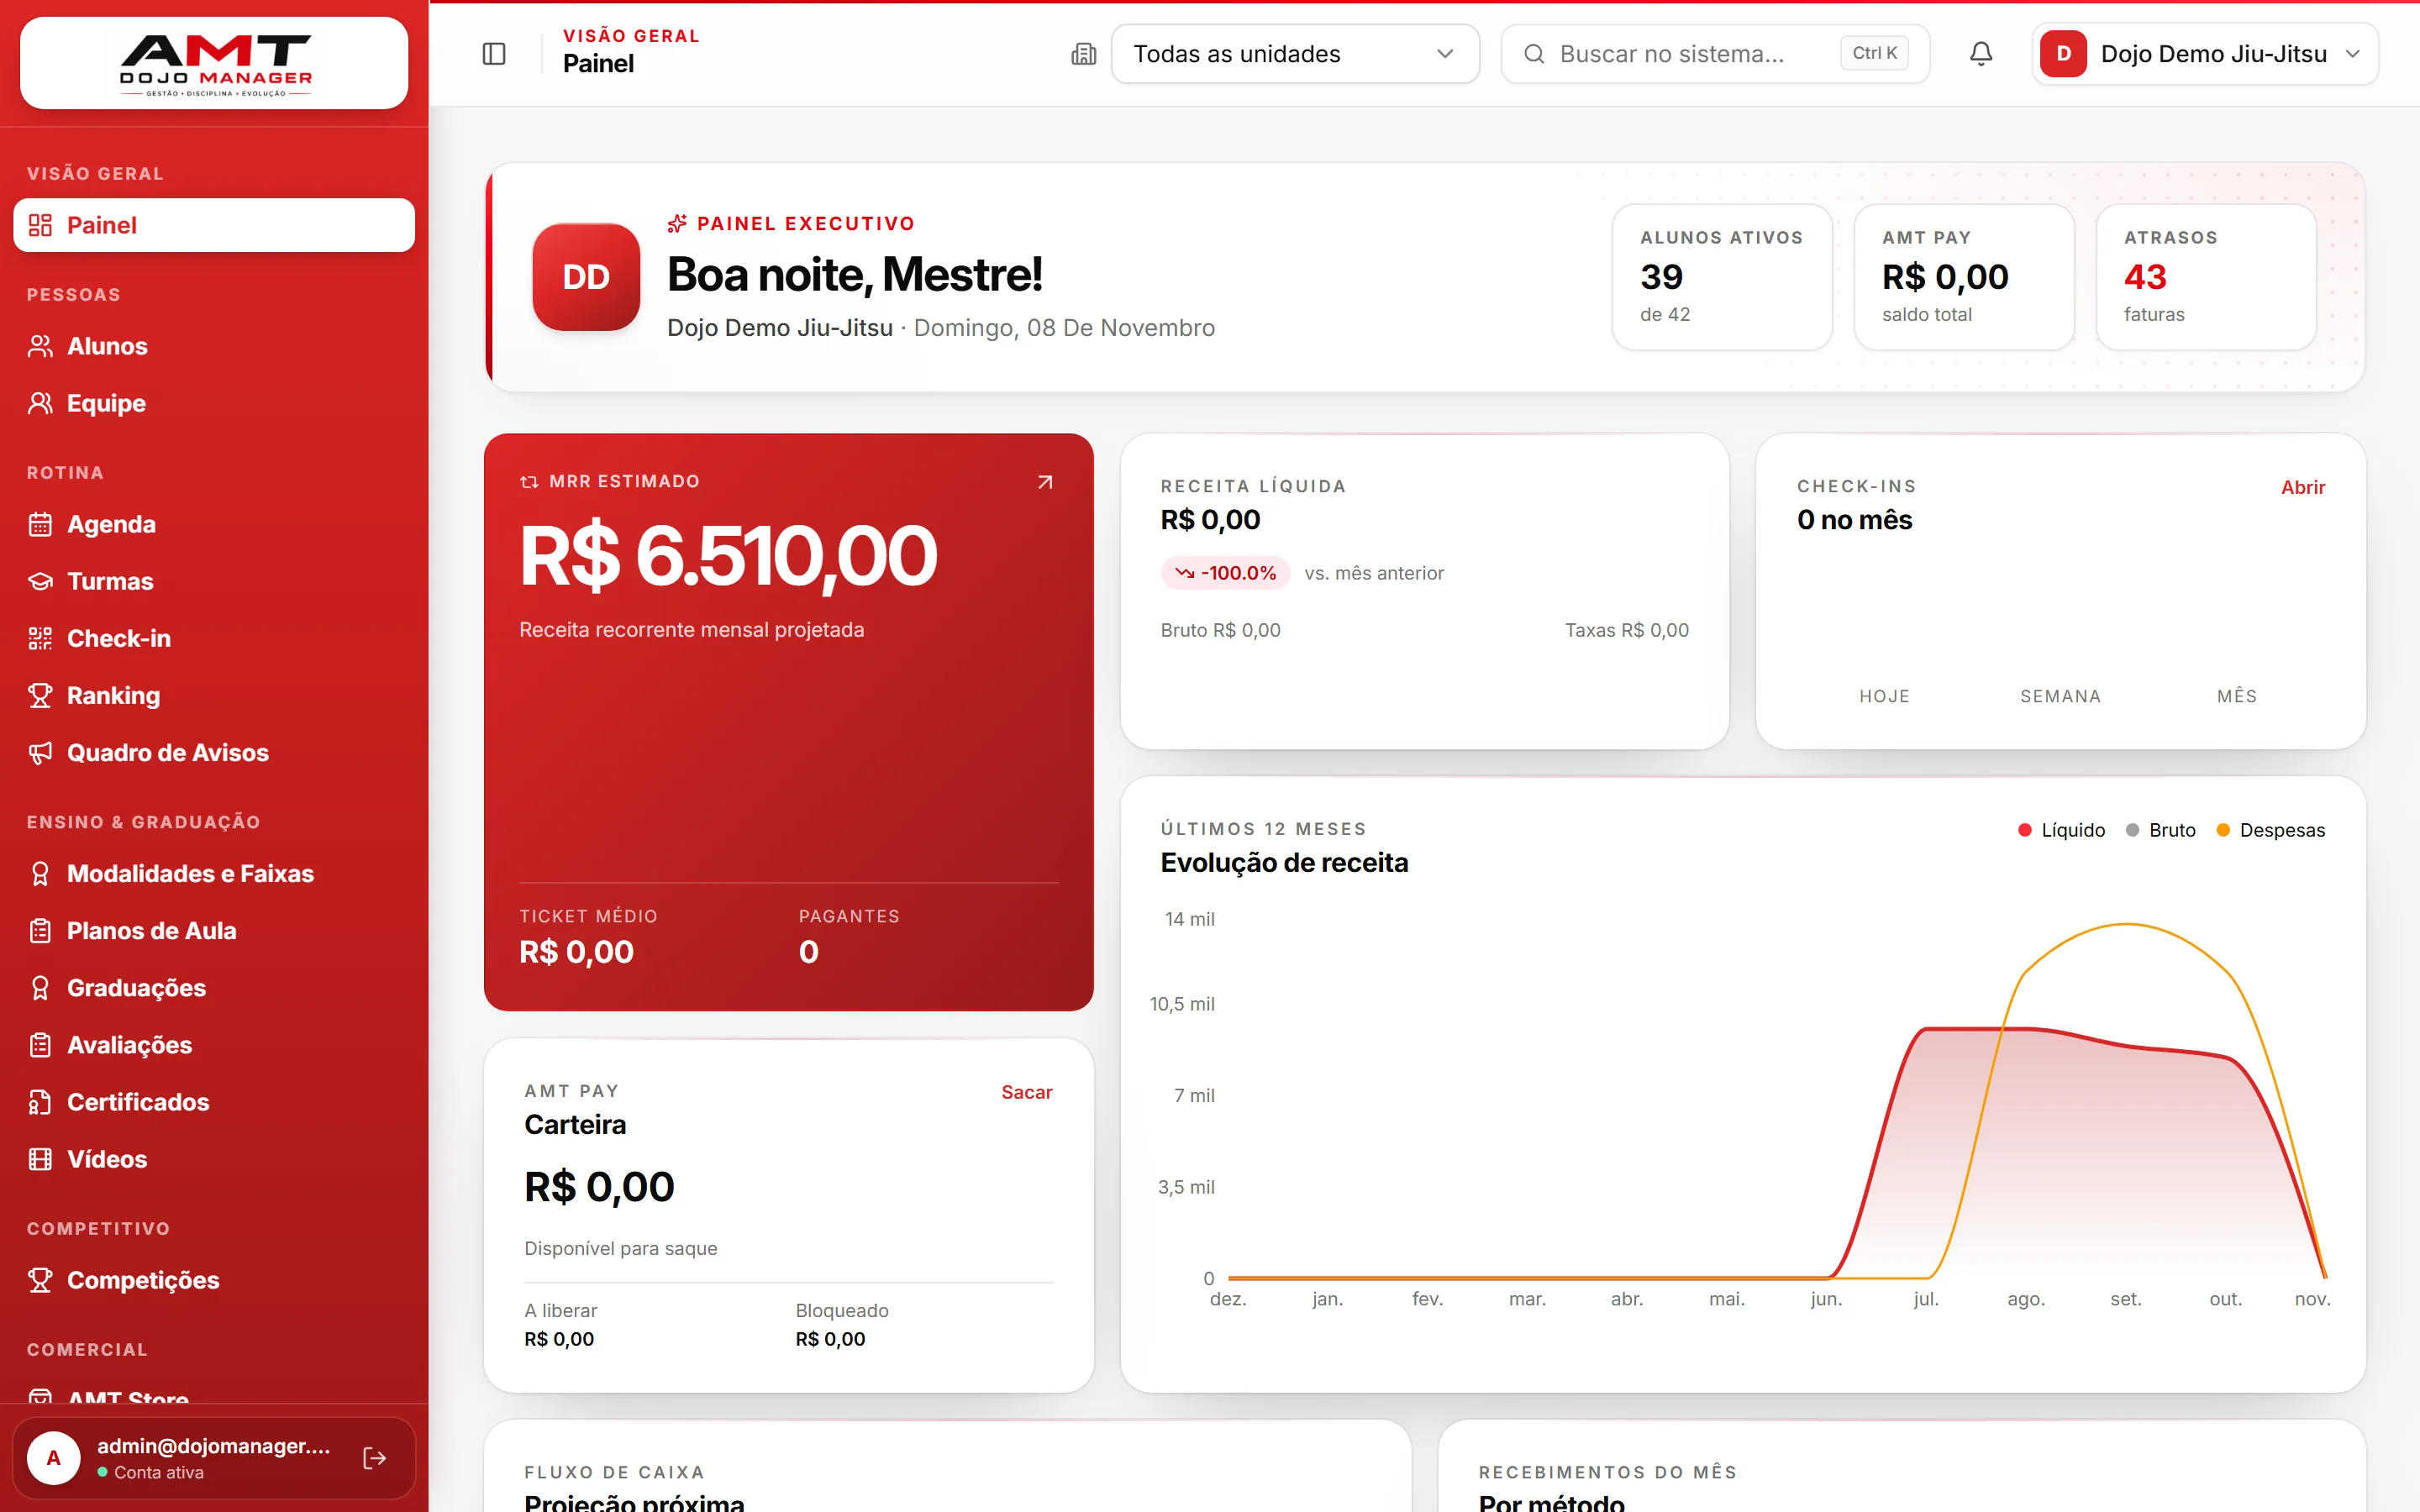 AMT
DOJO MANAGER
GESTÃO • DISCIPLINA • EVOLUÇÃO
VISÃO GERAL
Painel
PESSOAS
Alunos
Equipe
ROTINA
Agenda
Turmas
Check-in
Ranking
Quadro de Avisos
ENSINO & GRADUAÇÃO
Modalidades e Faixas
Planos de Aula
Graduações
Avaliações
Certificados
Vídeos
COMPETITIVO
Competições
COMERCIAL
AMT Store
A
admin@dojomanager....
Conta ativa
VISÃO GERAL
Painel
Todas as unidades
Buscar no sistema...
Ctrl K
D
Dojo Demo Jiu-Jitsu
DD
PAINEL EXECUTIVO
Boa noite, Mestre!
Dojo Demo Jiu-Jitsu · Domingo, 08 De Novembro
ALUNOS ATIVOS
39
de 42
AMT PAY
R$ 0,00
saldo total
ATRASOS
43
faturas
MRR ESTIMADO
R$ 6.510,00
Receita recorrente mensal projetada
TICKET MÉDIO
R$ 0,00
PAGANTES
0
RECEITA LÍQUIDA
R$ 0,00
-100.0% vs. mês anterior
Bruto R$ 0,00
Taxas R$ 0,00
CHECK-INS
Abrir
0 no mês
HOJE
SEMANA
MÊS
AMT PAY
Sacar
Carteira
R$ 0,00
Disponível para saque
A liberar
R$ 0,00
Bloqueado
R$ 0,00
ÚLTIMOS 12 MESES
Evolução de receita
Líquido
Bruto
Despesas
14 mil
10,5 mil
7 mil
3,5 mil
0
dez. jan. fev. mar. abr. mai. jun. jul. ago. set. out. nov.
FLUXO DE CAIXA
Projeção próxima
RECEBIMENTOS DO MÊS
Por método